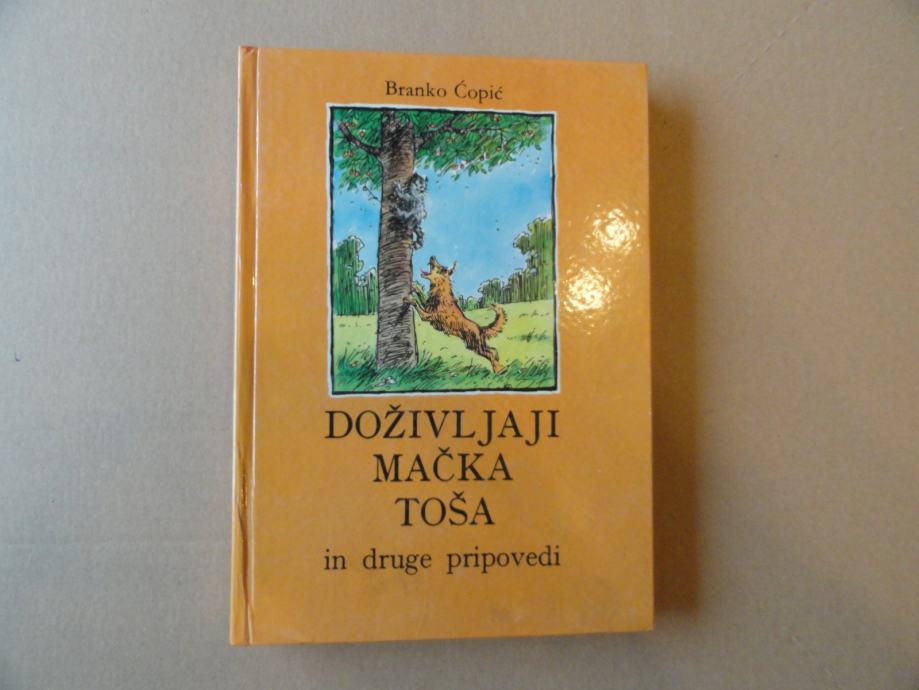 Branko Ćopić
DOŽIVLJAJI
MAČKA
TOŠA
in druge pripovedi